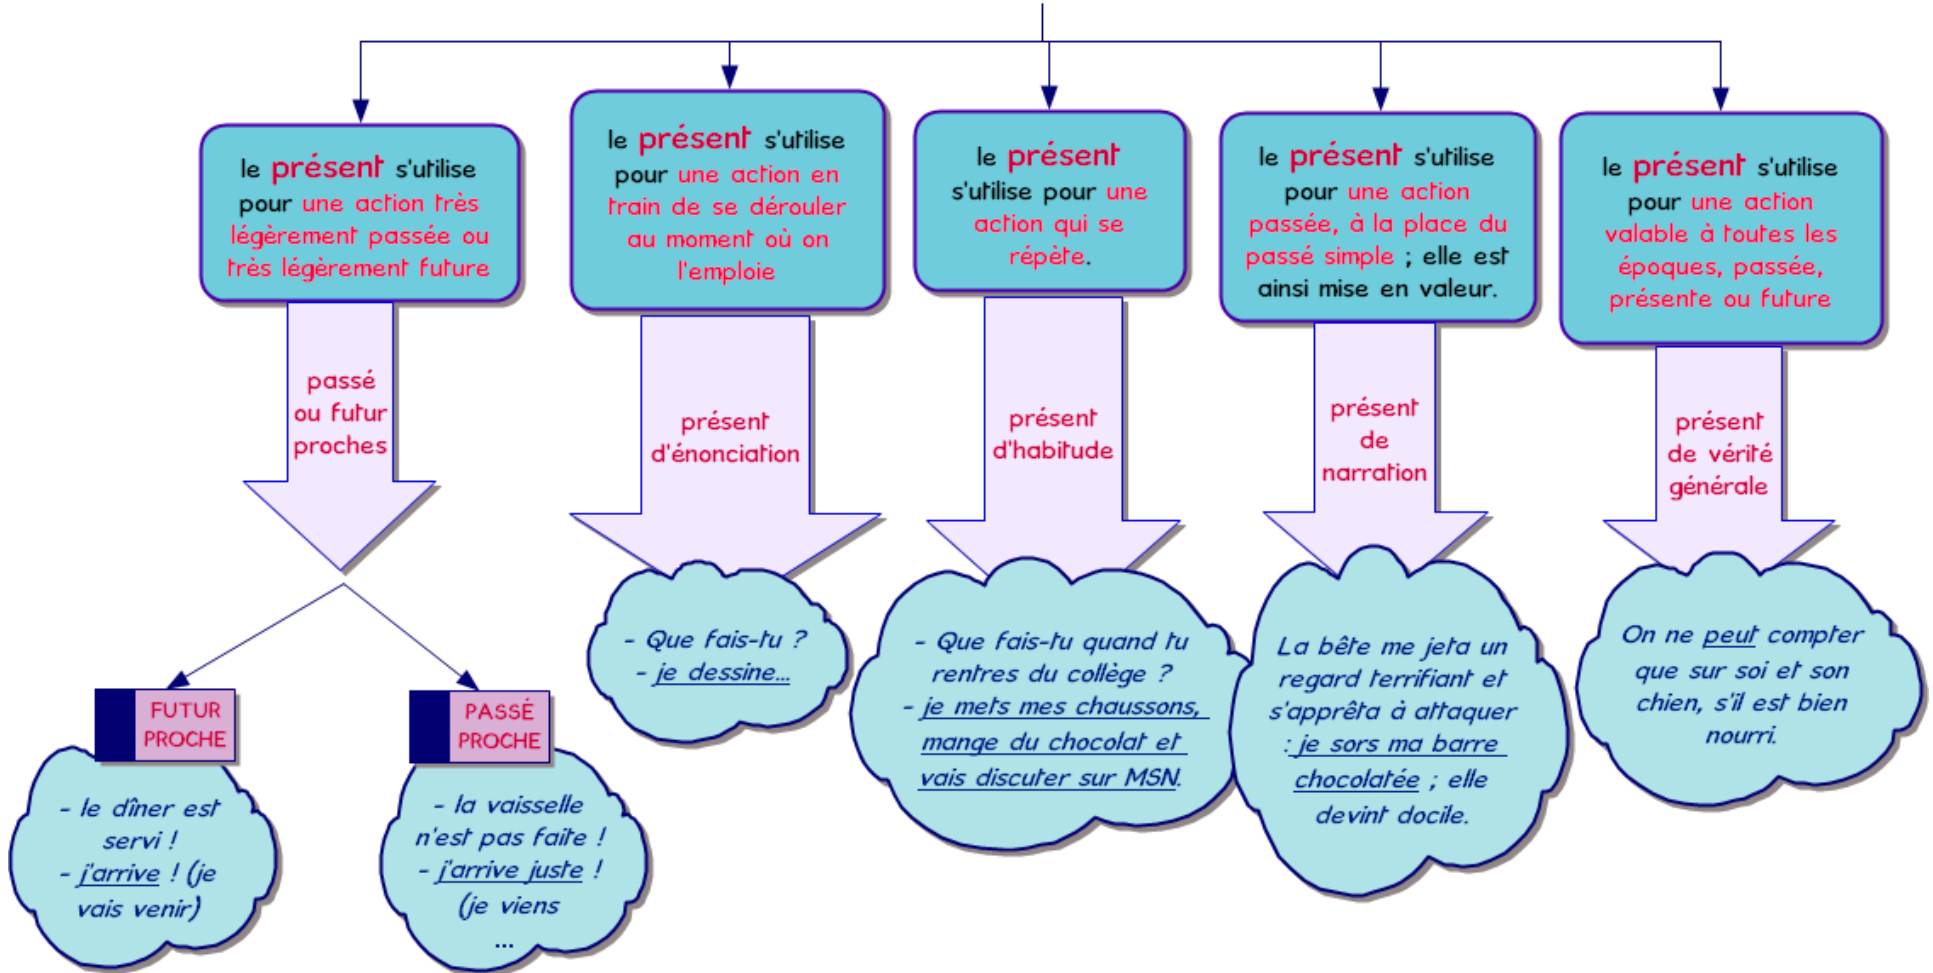 le présent s'utilise
pour une action très
légèrement passée ou
très légèrement future
passé
ou futur
proches
FUTUR
PROCHE
- le dîner est
servi !
- j'arrive ! (je
vais venir)
PASSÉ
PROCHE
- la vaisselle
n'est pas faite !
- j'arrive juste !
(je viens
...
le présent s'utilise
pour une action en
train de se dérouler
au moment où on
l'emploie
présent
d'énonciation
- Que fais-tu ?
- je dessine...
le présent
s'utilise pour une
action qui se
répète.
présent
d'habitude
- Que fais-tu quand tu
rentres du collège ?
- je mets mes chaussons,
mange du chocolat et
vais discuter sur MSN.
le présent s'utilise
pour une action
passée, à la place du
passé simple ; elle est
ainsi mise en valeur.
présent
de
narration
La bête me jeta un
regard terrifiant et
s'apprêta à attaquer
: je sors ma barre
chocolatée ; elle
devint docile.
le présent s'utilise
pour une action
valable à toutes les
époques, passée,
présente ou future
présent
de vérité
générale
On ne peut compter
que sur soi et son
chien, s'il est bien
nourri.